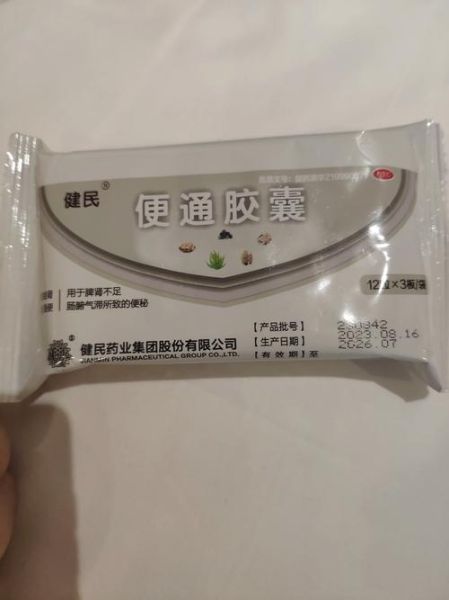 健民®
便通胶囊
OTC
用于脾肾不足
肠腑气滞所致的便秘
12粒×3板/袋
健民药业集团股份有限公司
JIANMIN PHARMACEUTICAL GROUP CO.,LTD.
【产品批号】
【生产日期】2023.08.16
【有效期】至 2026.07